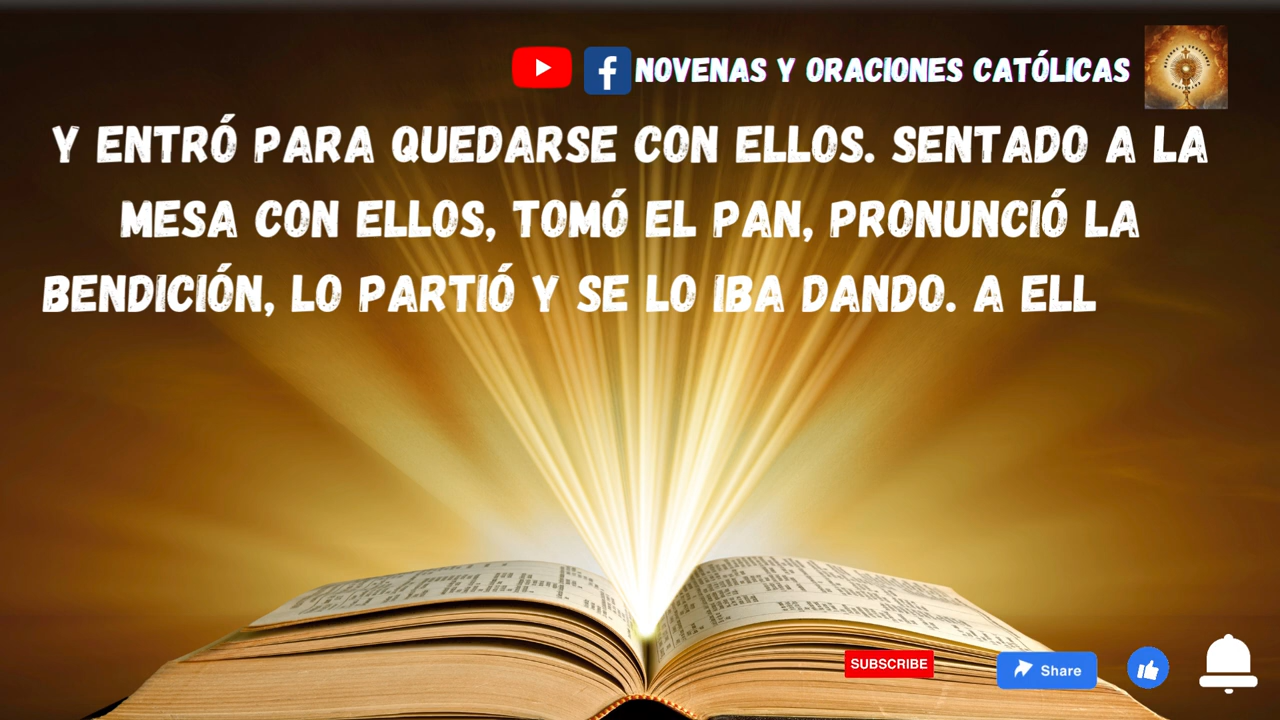 NOVENAS Y ORACIONES CATÓLICAS
Y ENTRÓ PARA QUEDARSE CON ELLOS. SENTADO A LA
MESA CON ELLOS, TOMÓ EL PAN, PRONUNCIÓ LA
BENDICIÓN, LO PARTIÓ Y SE LO IBA DANDO. A ELL
SUBSCRIBE
Share